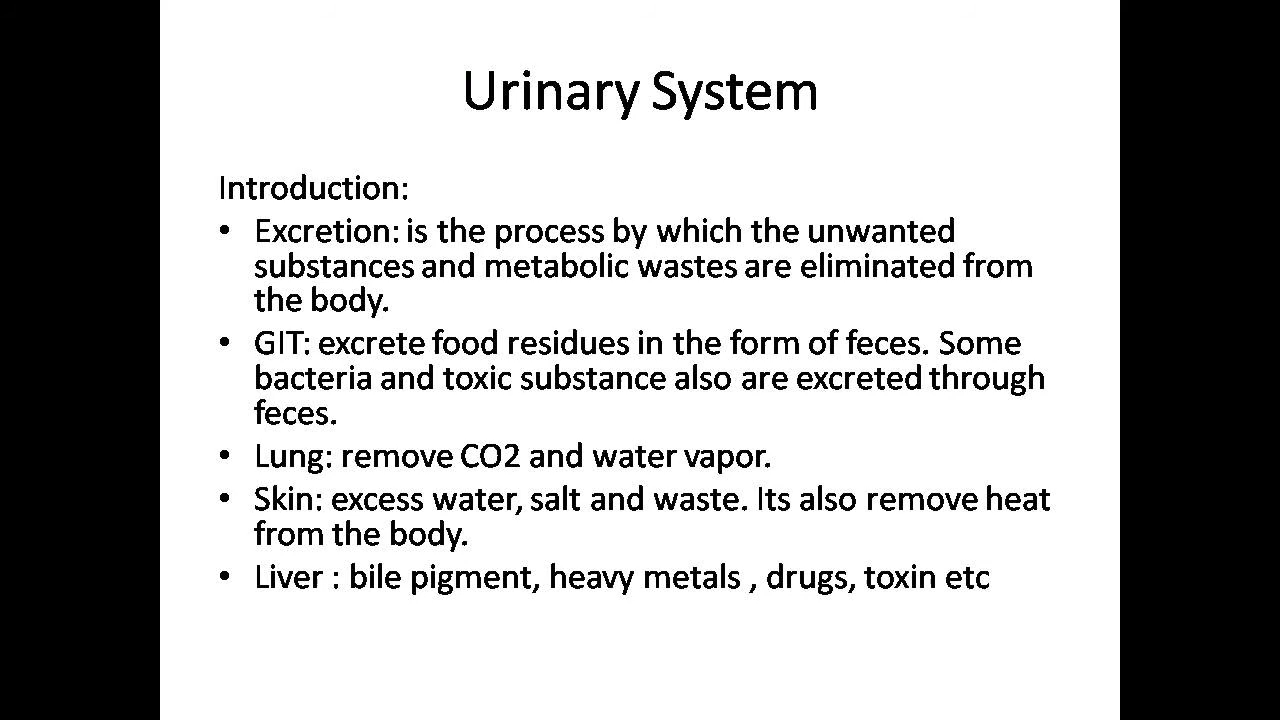 Urinary System
Introduction:
• Excretion: is the process by which the unwanted
substances and metabolic wastes are eliminated from
the body.
• GIT: excrete food residues in the form of feces. Some
bacteria and toxic substance also are excreted through
feces.
• Lung: remove CO2 and water vapor.
• Skin: excess water, salt and waste. Its also remove heat
from the body.
• Liver : bile pigment, heavy metals , drugs, toxin etc